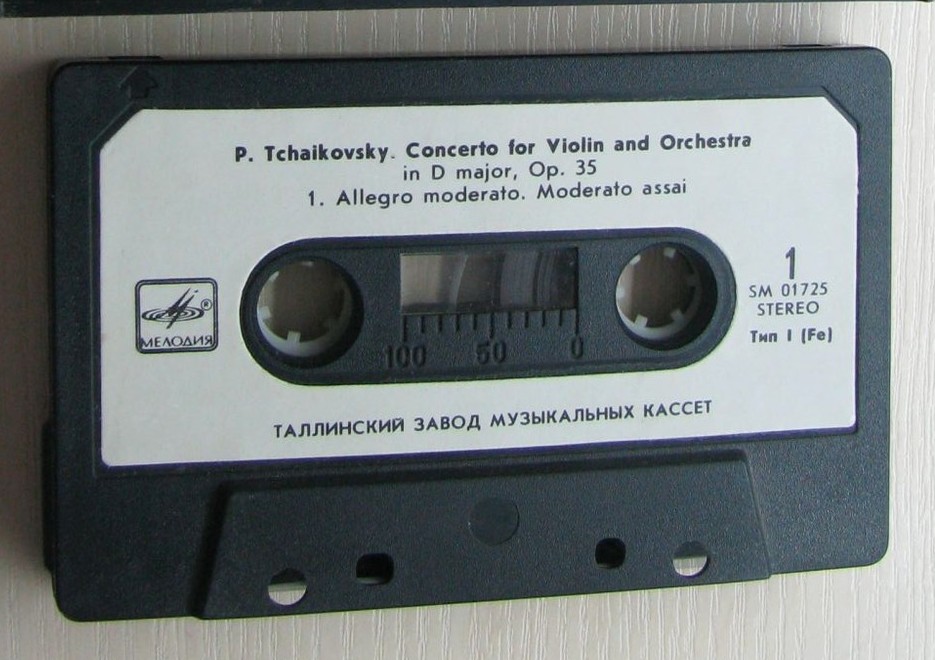 P. Tchaikovsky. Concerto for Violin and Orchestra
in D major, Op. 35
1. Allegro moderato. Moderato assai
1
SM 01725
STEREO
Тип I (Fe)
®
МЕЛОДИЯ
100 50 0
ТАЛЛИНСКИЙ ЗАВОД МУЗЫКАЛЬНЫХ КАССЕТ